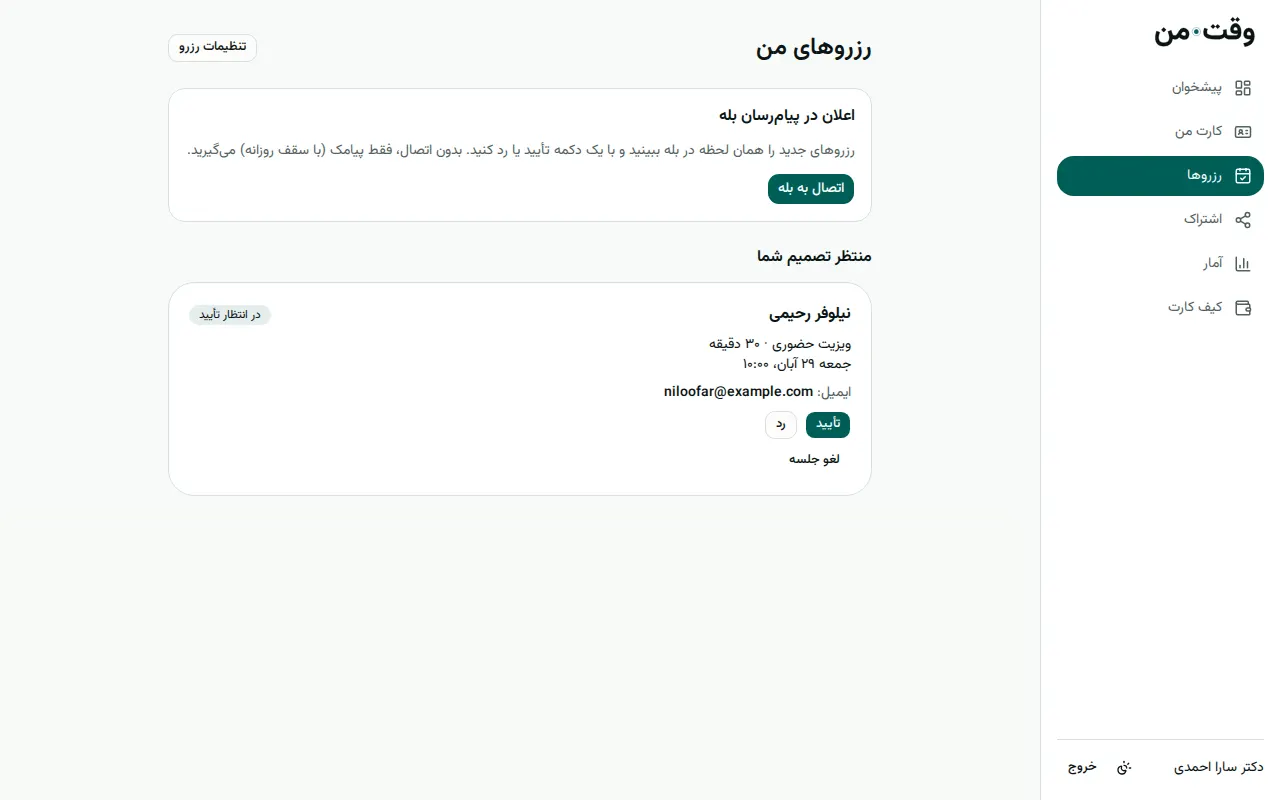 وقت من
پیشخوان
کارت من
رزروها
اشتراک
آمار
کیف کارت
دکتر سارا احمدی
خروج
رزروهای من
تنظیمات رزرو
اعلان در پیام‌رسان بله
رزروهای جدید را همان لحظه در بله ببینید و با یک دکمه تأیید یا رد کنید. بدون اتصال، فقط پیامک (با سقف روزانه) می‌گیرید.
اتصال به بله
منتظر تصمیم شما
نیلوفر رحیمی
در انتظار تأیید
ویزیت حضوری · ۳۰ دقیقه
جمعه ۲۹ آبان، ۱۰:۰۰
ایمیل: niloofar@example.com
تأیید
رد
لغو جلسه